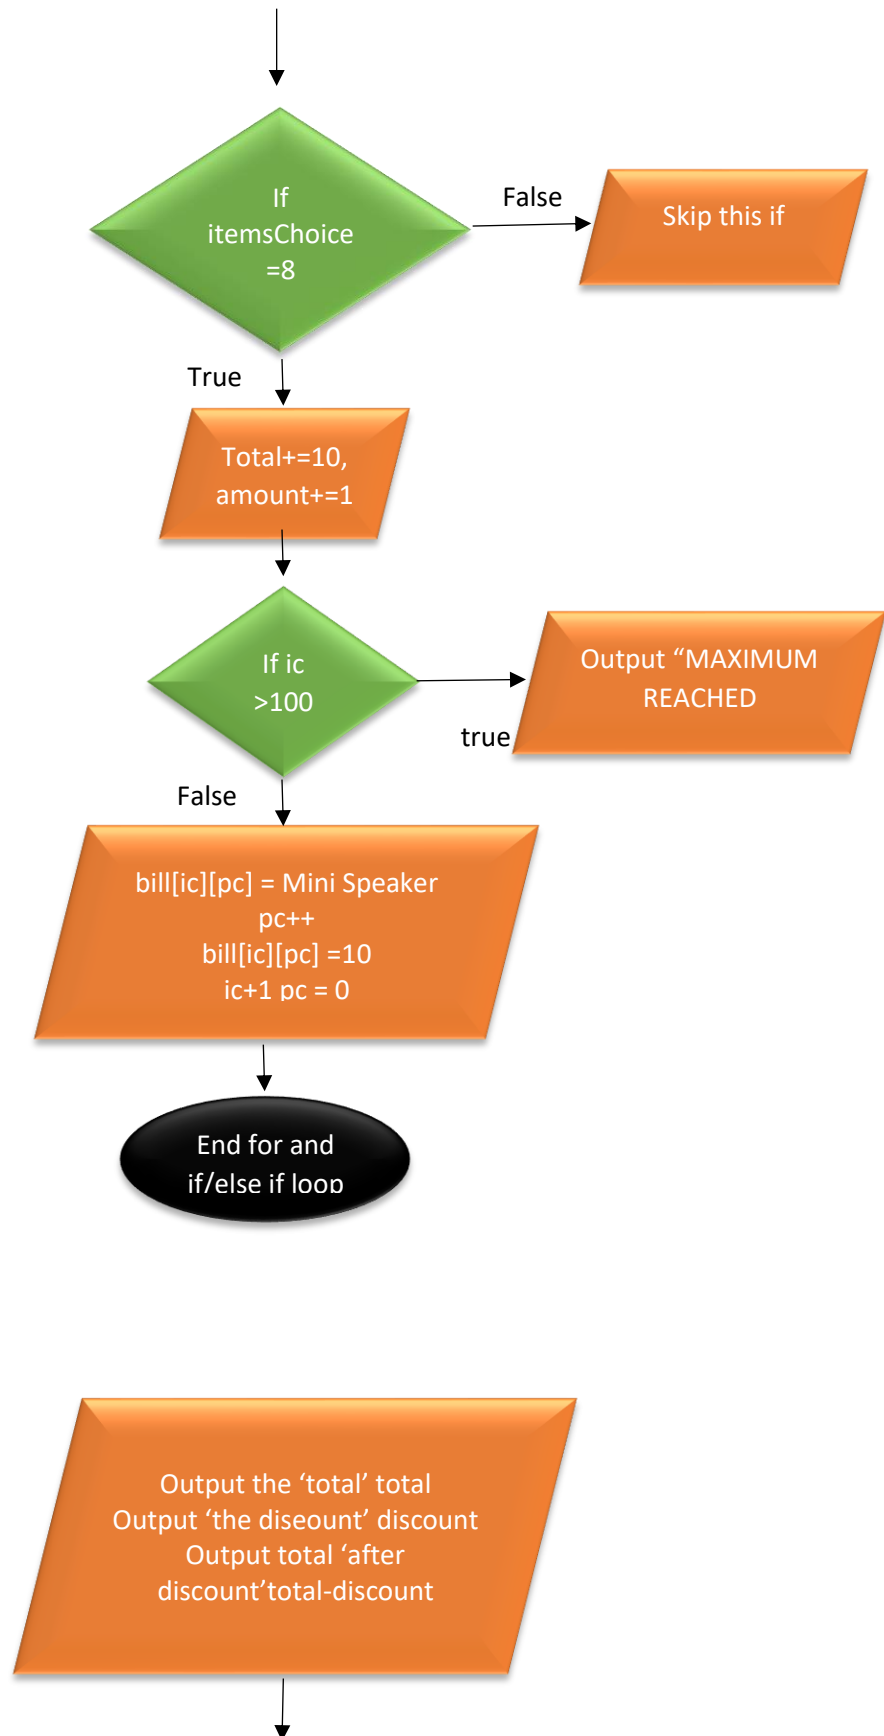 If
itemsChoice
=8
False
Skip this if
True
Total+=10,
amount+=1
If ic
>100
Output “MAXIMUM
REACHED
true
False
bill[ic][pc] = Mini Speaker
pc++
bill[ic][pc] =10
ic+1 pc = 0
End for and
if/else if loop
Output the ‘total’ total
Output ‘the diseount’ discount
Output total ‘after
discount’total-discount